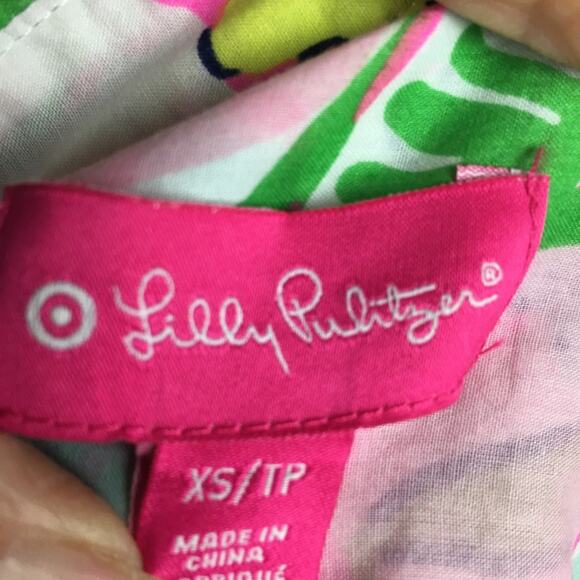 Lilly Pulitzer®
XS/TP
MADE IN
CHINA